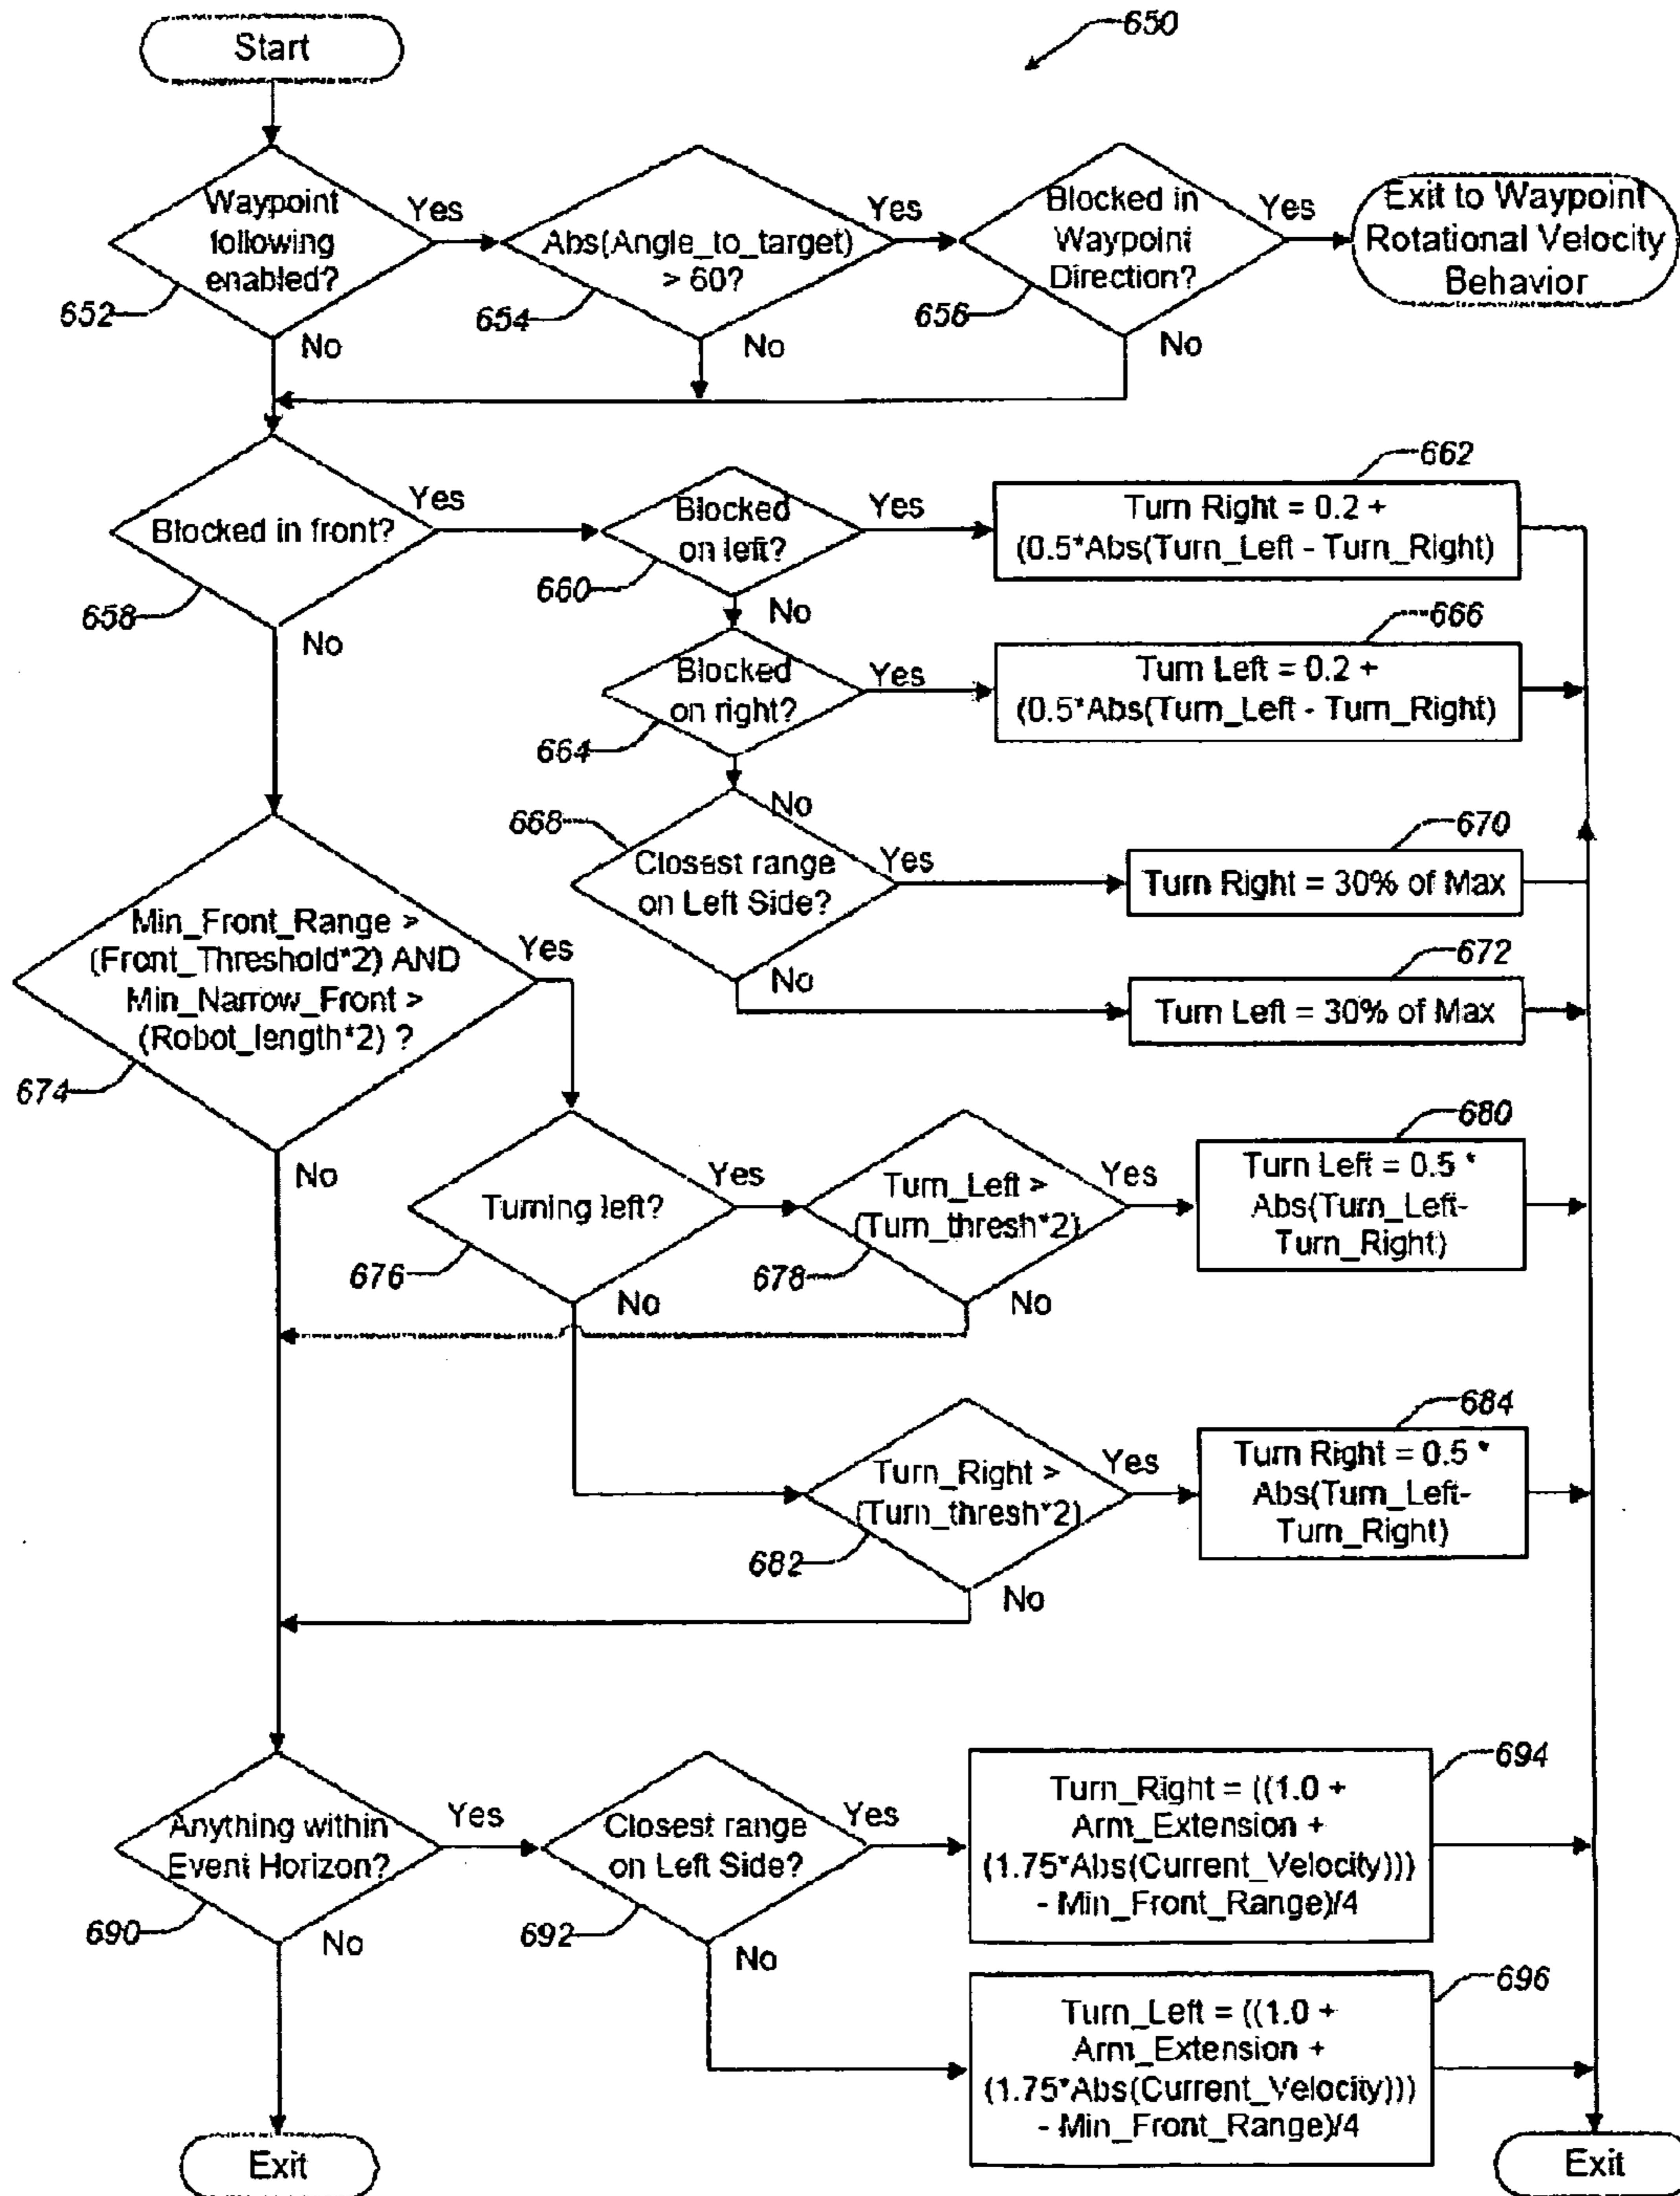 Start
650
Waypoint
following
enabled?
Yes
652
No
Abs(Angle_to_target)
> 60?
Yes
654
No
Blocked in
Waypoint
Direction?
Yes
656
No
Exit to Waypoint
Rotational Velocity
Behavior
Blocked in front?
Yes
658
No
Blocked
on left?
Yes
660
No
662
Turn Right = 0.2 +
(0.5*Abs(Turn_Left - Turn_Right)
Blocked
on right?
Yes
664
No
666
Turn Left = 0.2 +
(0.5*Abs(Turn_Left - Turn_Right)
668
Closest range
on Left Side?
Yes
No
670
Turn Right = 30% of Max
672
Turn Left = 30% of Max
Min_Front_Range >
(Front_Threshold*2) AND
Min_Narrow_Front >
(Robot_length*2) ?
Yes
674
No
Turning left?
Yes
676
No
Turn_Left >
(Turn_thresh*2)
Yes
678
No
680
Turn Left = 0.5 *
Abs(Turn_Left-
Turn_Right)
Turn_Right >
(Turn_thresh*2)
Yes
682
No
684
Turn Right = 0.5 *
Abs(Turn_Left-
Turn_Right)
Anything within
Event Horizon?
Yes
690
No
Closest range
on Left Side?
Yes
692
No
694
Turn_Right = ((1.0 +
Arm_Extension +
(1.75*Abs(Current_Velocity)))
- Min_Front_Range)/4
696
Turn_Left = ((1.0 +
Arm_Extension +
(1.75*Abs(Current_Velocity)))
- Min_Front_Range)/4
Exit
Exit